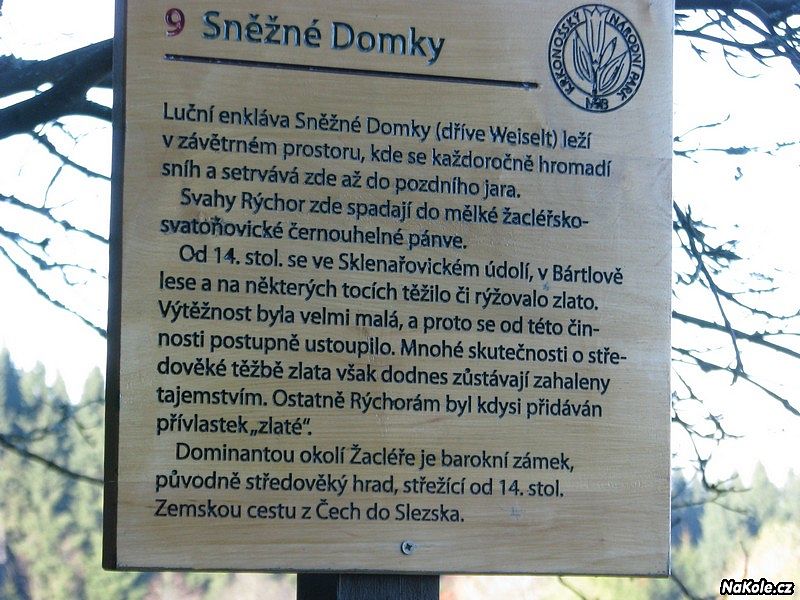 9 Sněžné Domky
KRKONOŠSKÝ NÁRODNÍ PARK
Luční enkláva Sněžné Domky (dříve Weiselt) leží
v závětrném prostoru, kde se každoročně hromadí
sníh a setrvává zde až do pozdního jara.
Svahy Rýchor zde spadají do mělké žacléřsko-
svatoňovické černouhelné pánve.
Od 14. stol. se ve Sklenařovickém údolí, v Bártlově
lese a na některých tocích těžilo či rýžovalo zlato.
Výtěžnost byla velmi malá, a proto se od této čin-
nosti postupně ustoupilo. Mnohé skutečnosti o stře-
dověké těžbě zlata však dodnes zůstávají zahaleny
tajemstvím. Ostatně Rýchorám byl kdysi přidáván
přívlastek „zlaté“.
Dominantou okolí Žacléře je barokní zámek,
původně středověký hrad, střežící od 14. stol.
Zemskou cestu z Čech do Slezska.
NaKole.cz